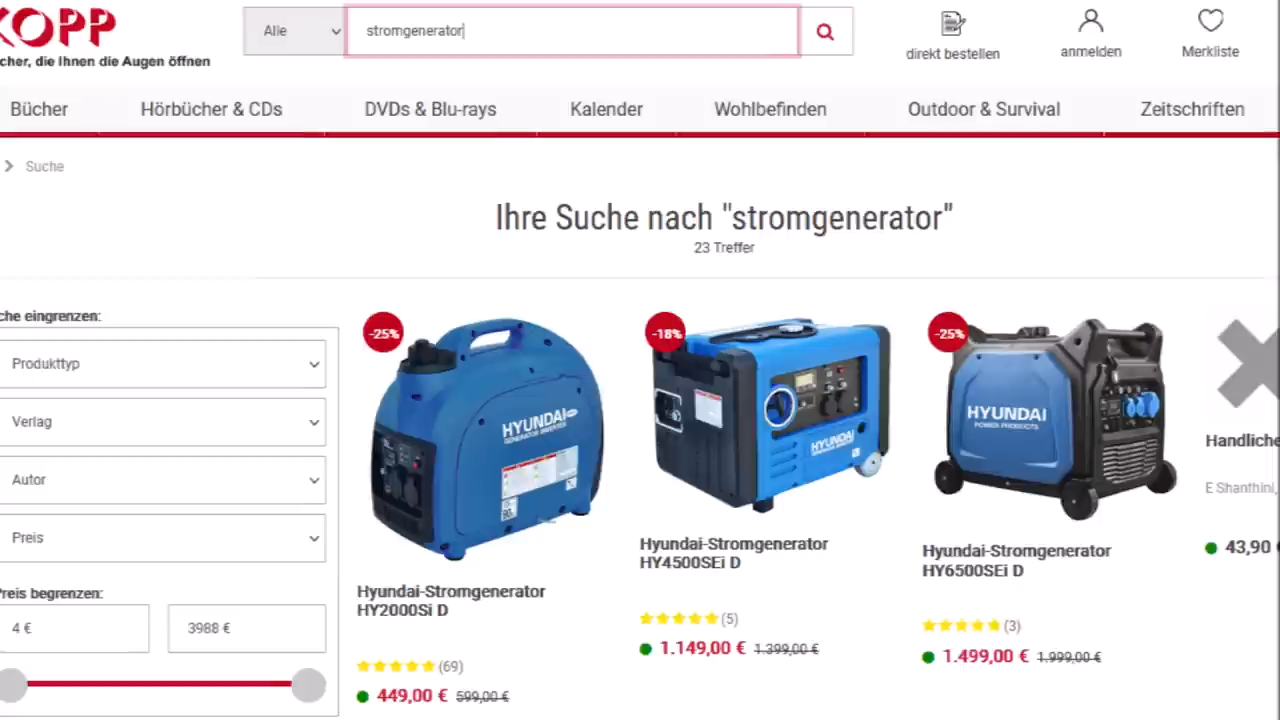 KOPP
cher, die Ihnen die Augen öffnen
Alle
stromgenerator
direkt bestellen
anmelden
Merkliste
Bücher
Hörbücher & CDs
DVDs & Blu-rays
Kalender
Wohlbefinden
Outdoor & Survival
Zeitschriften
Suche
Ihre Suche nach "stromgenerator"
23 Treffer
che eingrenzen:
Produkttyp
Verlag
Autor
Preis
Preis begrenzen:
4 €
3988 €
-25%
HYUNDAI
GENERATOR INVERTER
Hyundai-Stromgenerator
HY2000Si D
(69)
449,00 € 599,00 €
-18%
HYUNDAI
Hyundai-Stromgenerator
HY4500SEi D
(5)
1.149,00 € 1.399,00 €
-25%
HYUNDAI
POWER PRODUCTS
Hyundai-Stromgenerator
HY6500SEi D
(3)
1.499,00 € 1.999,00 €
Handliche
E Shanthini,
43,90